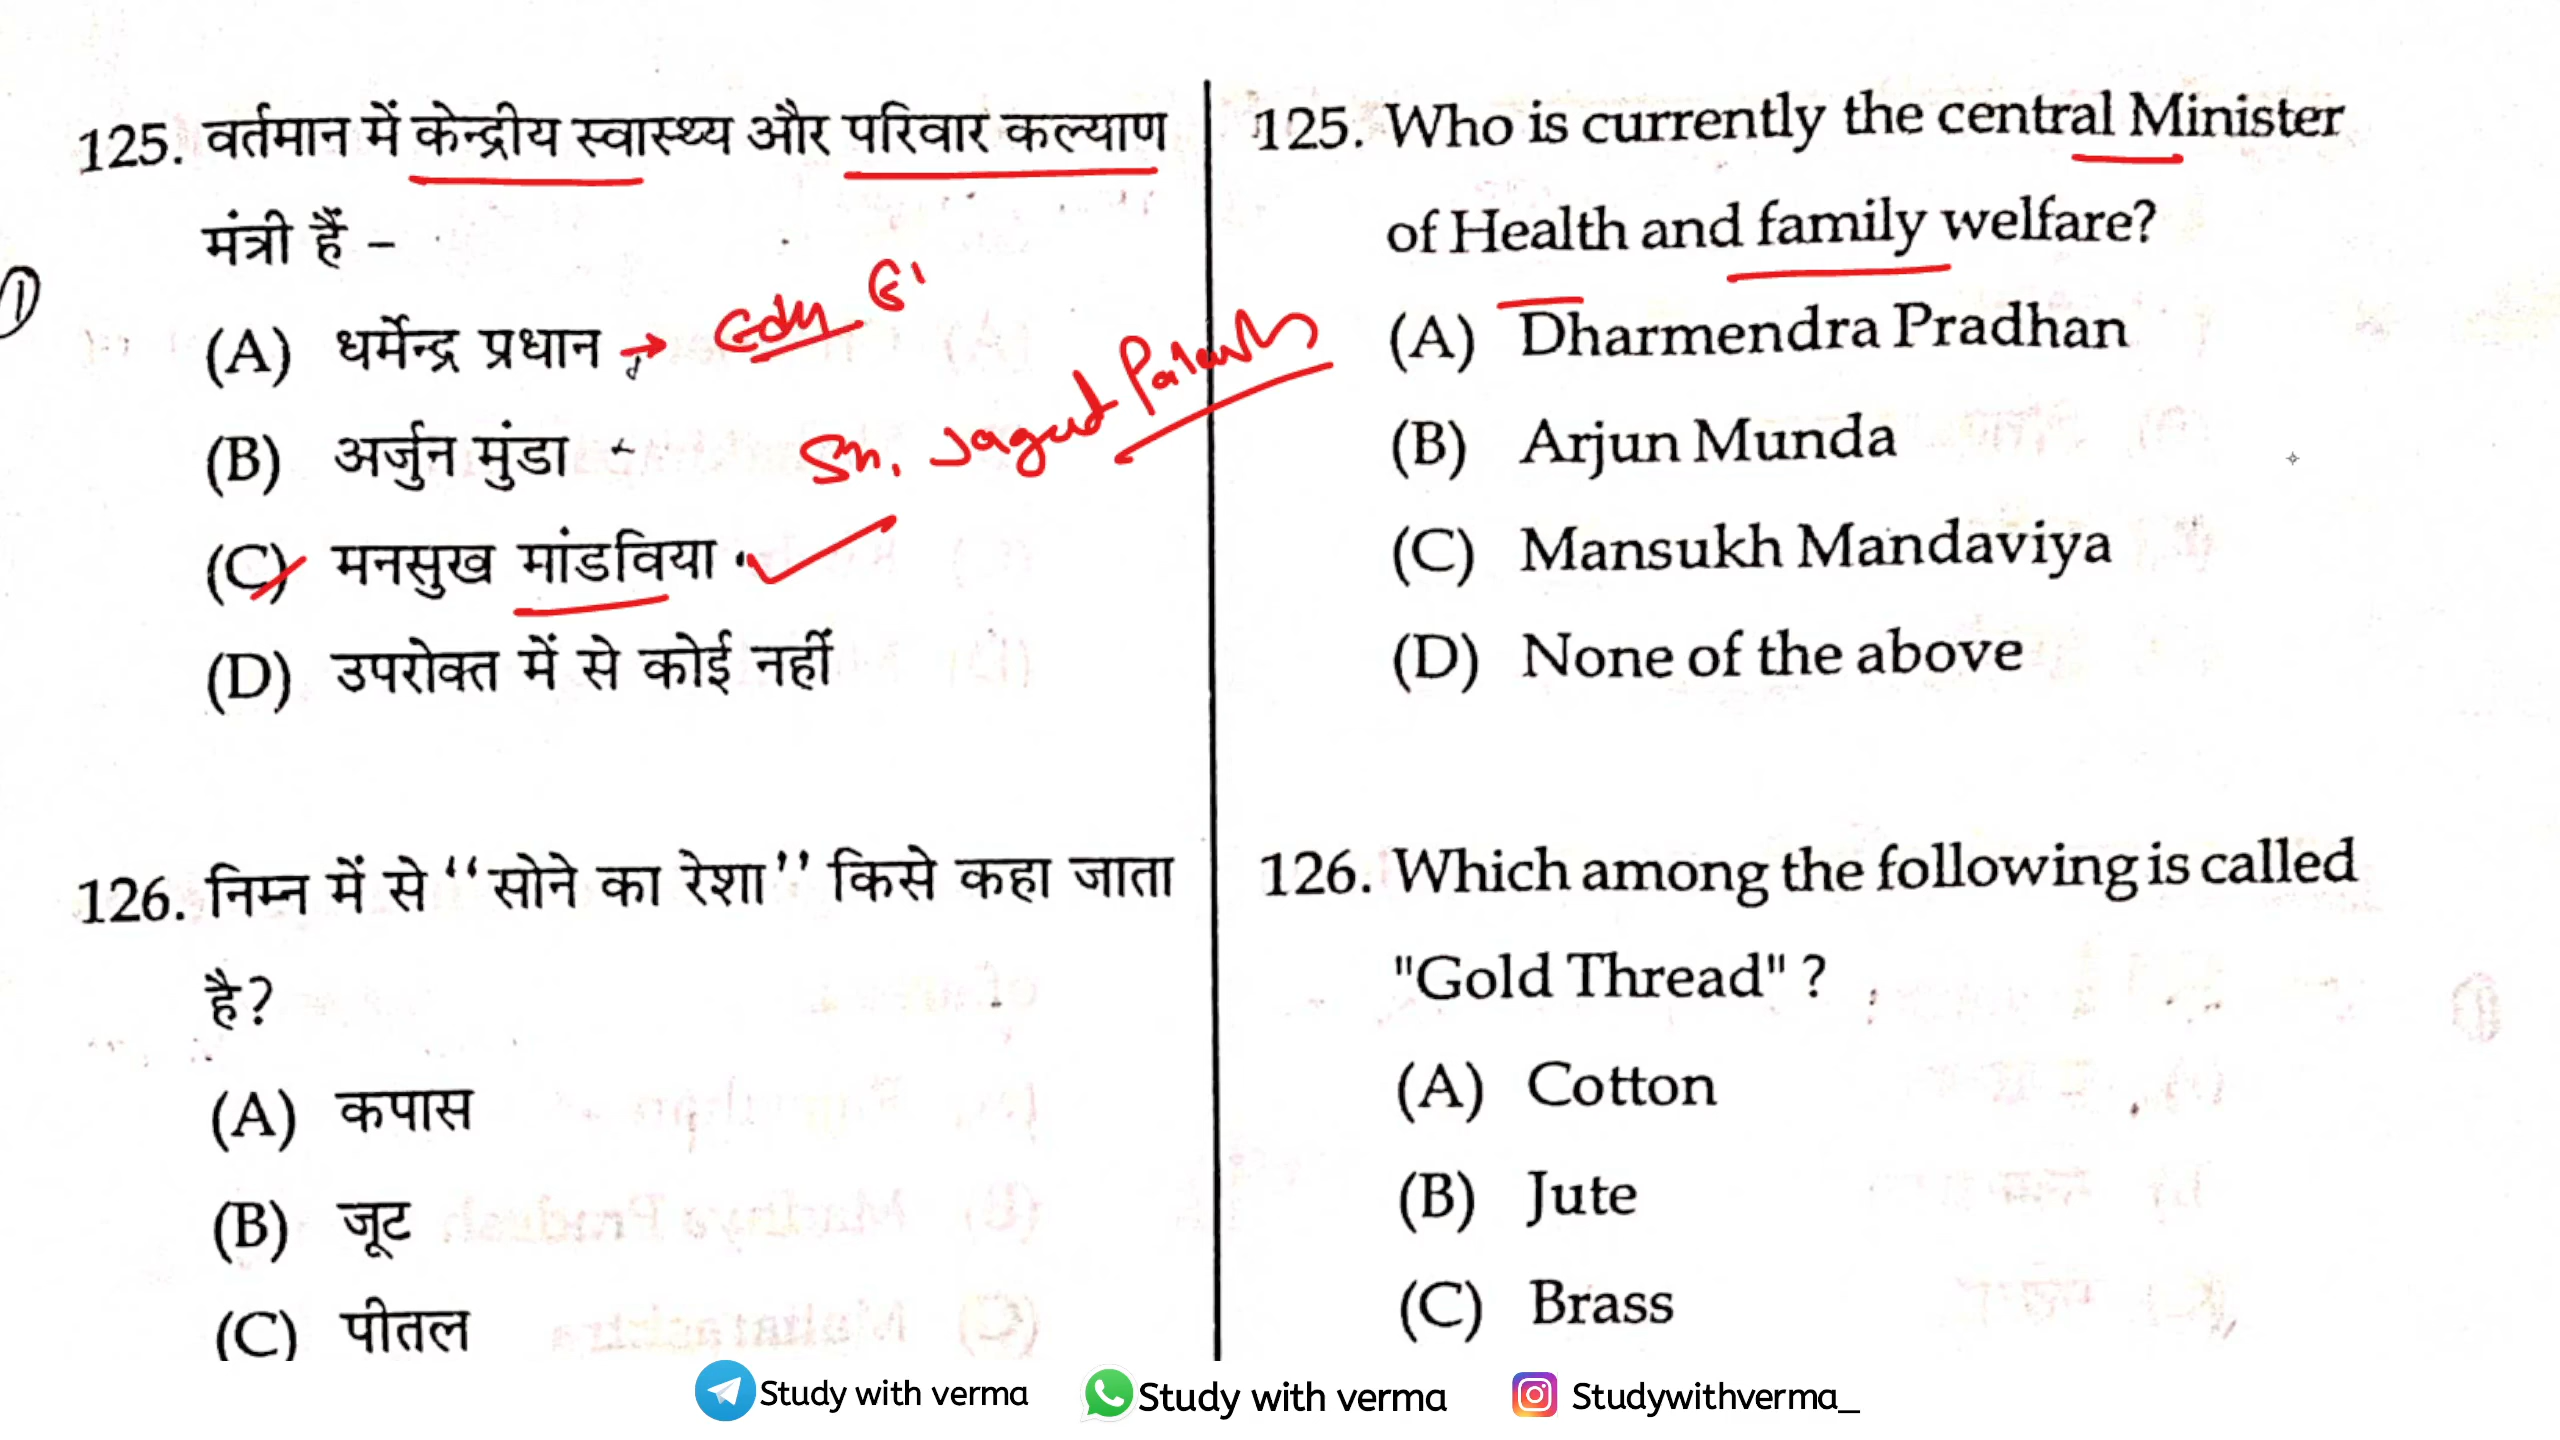 125. वर्तमान में केन्द्रीय स्वास्थ्य और परिवार कल्याण
मंत्री हैं –
(A) धर्मेन्द्र प्रधान → Edu
(B) अर्जुन मुंडा
(C) मनसुख मांडविया
(D) उपरोक्त में से कोई नहीं
126. निम्न में से ‘‘सोने का रेशा’’ किसे कहा जाता
है?
(A) कपास
(B) जूट
(C) पीतल
125. Who is currently the central Minister
of Health and family welfare?
(A) Dharmendra Pradhan
(B) Arjun Munda
(C) Mansukh Mandaviya
(D) None of the above
126. Which among the following is called
"Gold Thread" ?
(A) Cotton
(B) Jute
(C) Brass
Study with verma
Study with verma
Studywithverma_